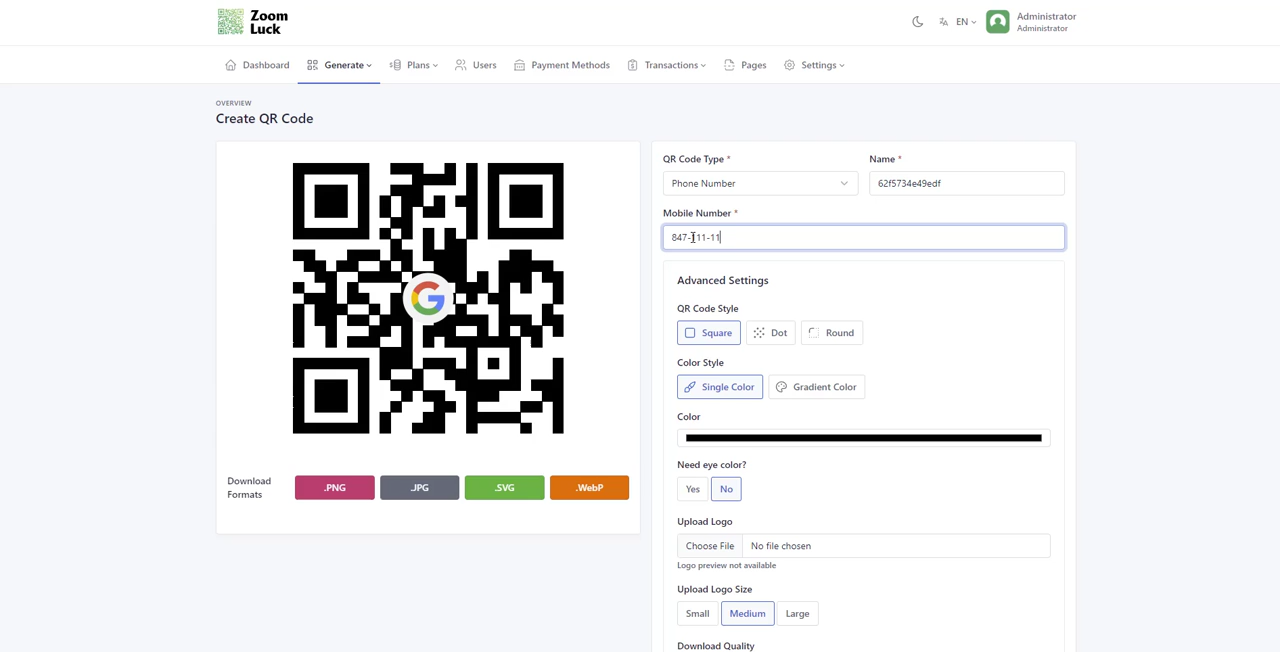 Zoom
Luck
EN
Administrator
Administrator
Dashboard
Generate
Plans
Users
Payment Methods
Transactions
Pages
Settings
OVERVIEW
Create QR Code
QR Code Type *
Name *
Phone Number
62f5734e49edf
Mobile Number *
847-111-11
Advanced Settings
QR Code Style
Square
Dot
Round
Color Style
Single Color
Gradient Color
Color
Need eye color?
Yes
No
Upload Logo
Choose File
No file chosen
Logo preview not available
Upload Logo Size
Small
Medium
Large
Download Quality
G
Download
Formats
.PNG
.JPG
.SVG
.WebP